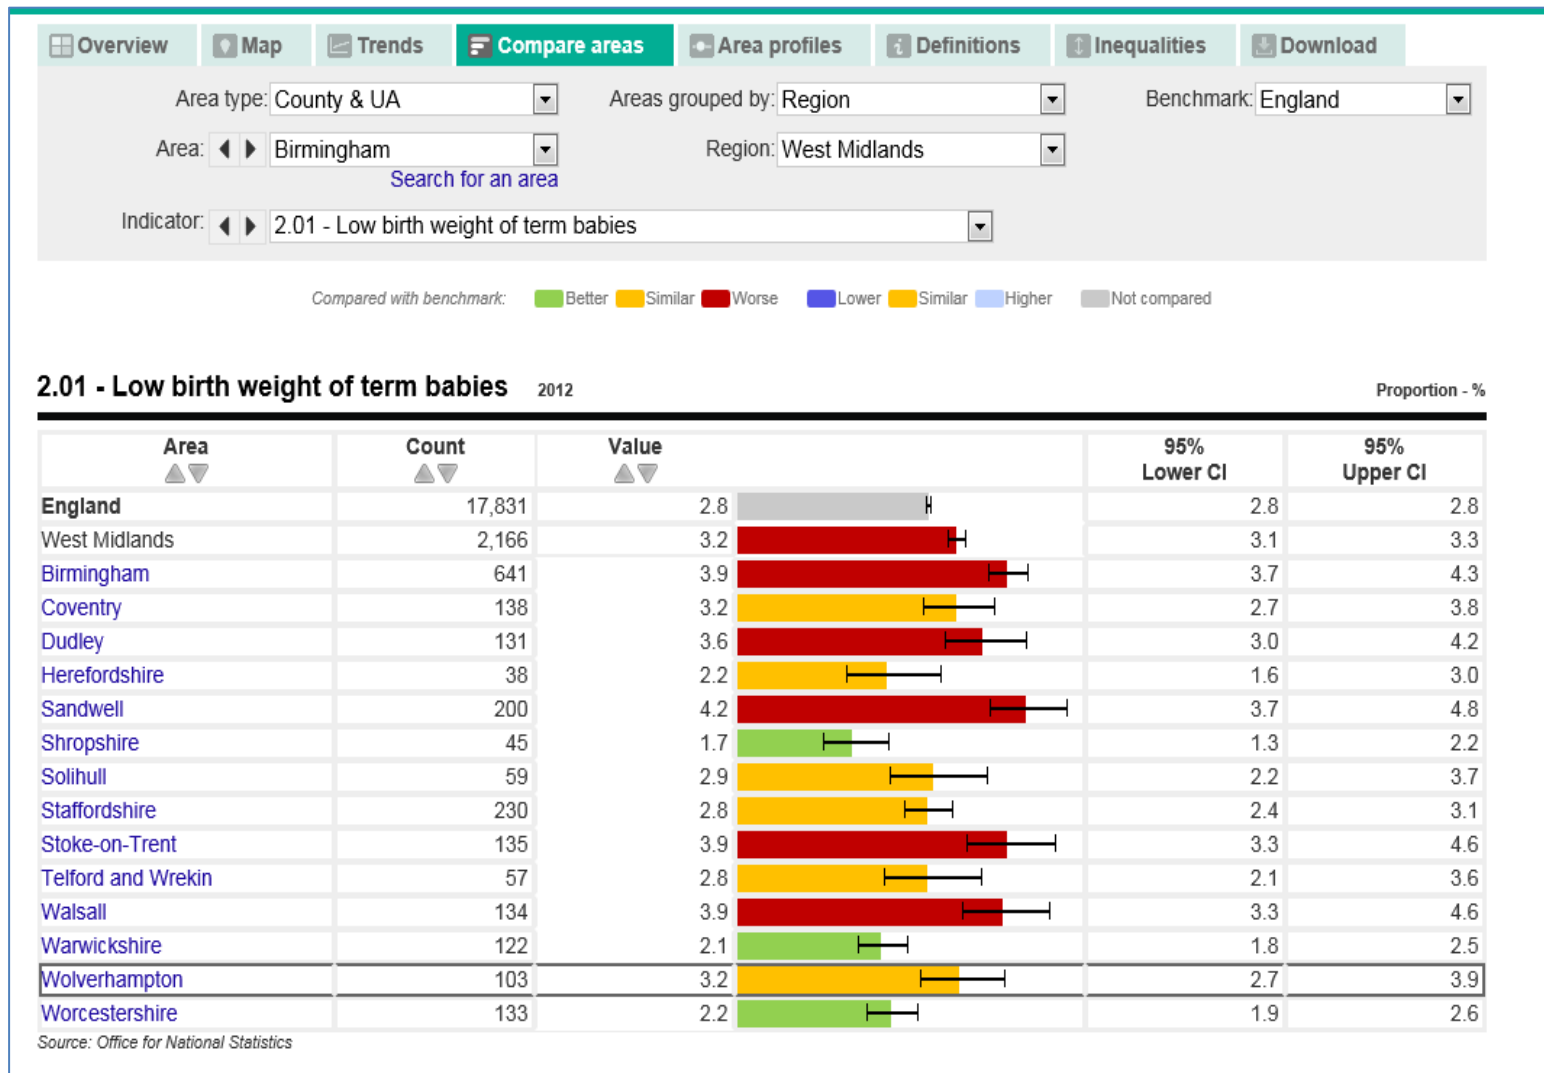 Overview Map Trends Compare areas Area profiles Definitions Inequalities Download
Area type: County & UA Areas grouped by: Region Benchmark: England
Area: Birmingham Region: West Midlands
Search for an area
Indicator: 2.01 - Low birth weight of term babies
Compared with benchmark: Better Similar Worse Lower Similar Higher Not compared
2.01 - Low birth weight of term babies 2012 Proportion - %
Area Count Value 95% Lower CI 95% Upper CI
England 17,831 2.8 2.8 2.8
West Midlands 2,166 3.2 3.1 3.3
Birmingham 641 3.9 3.7 4.3
Coventry 138 3.2 2.7 3.8
Dudley 131 3.6 3.0 4.2
Herefordshire 38 2.2 1.6 3.0
Sandwell 200 4.2 3.7 4.8
Shropshire 45 1.7 1.3 2.2
Solihull 59 2.9 2.2 3.7
Staffordshire 230 2.8 2.4 3.1
Stoke-on-Trent 135 3.9 3.3 4.6
Telford and Wrekin 57 2.8 2.1 3.6
Walsall 134 3.9 3.3 4.6
Warwickshire 122 2.1 1.8 2.5
Wolverhampton 103 3.2 2.7 3.9
Worcestershire 133 2.2 1.9 2.6
Source: Office for National Statistics